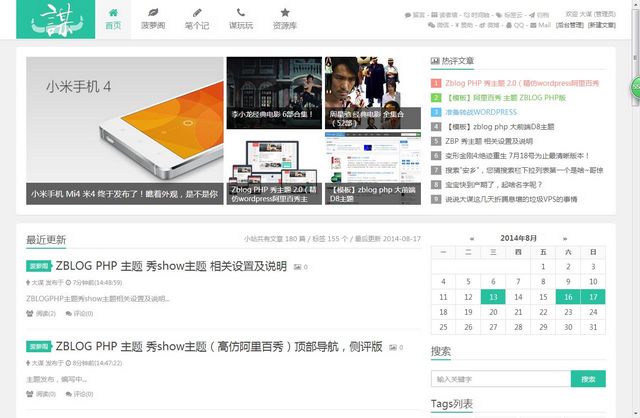 謀
首页
菠萝阁
笔个记
谋玩玩
资源库
留言 - 读者墙 - 时间轴 - 标签云 - 归档
微信 - 赞助 - 微博 - QQ - Mail
欢迎 大谋 (管理员)
[后台管理] [新建文章]
小米手机 4
小米手机 Mi4 米4 终于发布了！瞧着外观，是不是你
李小龙经典电影 6部合集！
周星驰 经典电影 全集合
（52部）
Zblog PHP 秀主题 2.0（精
仿wordpress阿里百秀主
【模板】zblog php 大前端
D8主题
热评文章
1 Zblog PHP 秀主题 2.0（精仿wordpress阿里百秀
2 【模板】阿里百秀 主题 ZBLOG PHP版
3 准备转战WORDPRESS
4 【模板】zblog php 大前端D8主题
5 ZBP 秀主题 相关设置及说明
6 变形金刚4:绝迹重生 7月18号为止最清晰版本！
7 搜索"安乡"，您猜搜索栏下拉列表第一个是啥~哥惊
8 宝宝快到产期了，起啥名字呢？
9 说说大谋这几天折腾悬壤的垃圾VPS的事情
最近更新
小站共有文章 180 篇 / 标签 155 个 / 最后更新 2014-08-17
菠萝阁 ZBLOG PHP 主题 秀show主题 相关设置及说明 0
大谋 发布于 7分钟前(14:48:59)
ZBLOGPHP主题秀show主题相关设置及说明...
阅读(2) 评论(0)
菠萝阁 ZBLOG PHP 主题 秀show主题（高仿阿里百秀）顶部导航，侧评版 0
大谋 发布于 8分钟前(14:47:22)
主题发布，编写中...
阅读(0) 评论(0)
« 2014年8月 »
一 二 三 四 五 六 日
1 2 3
4 5 6 7 8 9 10
11 12 13 14 15 16 17
18 19 20 21 22 23 24
25 26 27 28 29 30 31
搜索
输入关键字
搜索
Tags列表